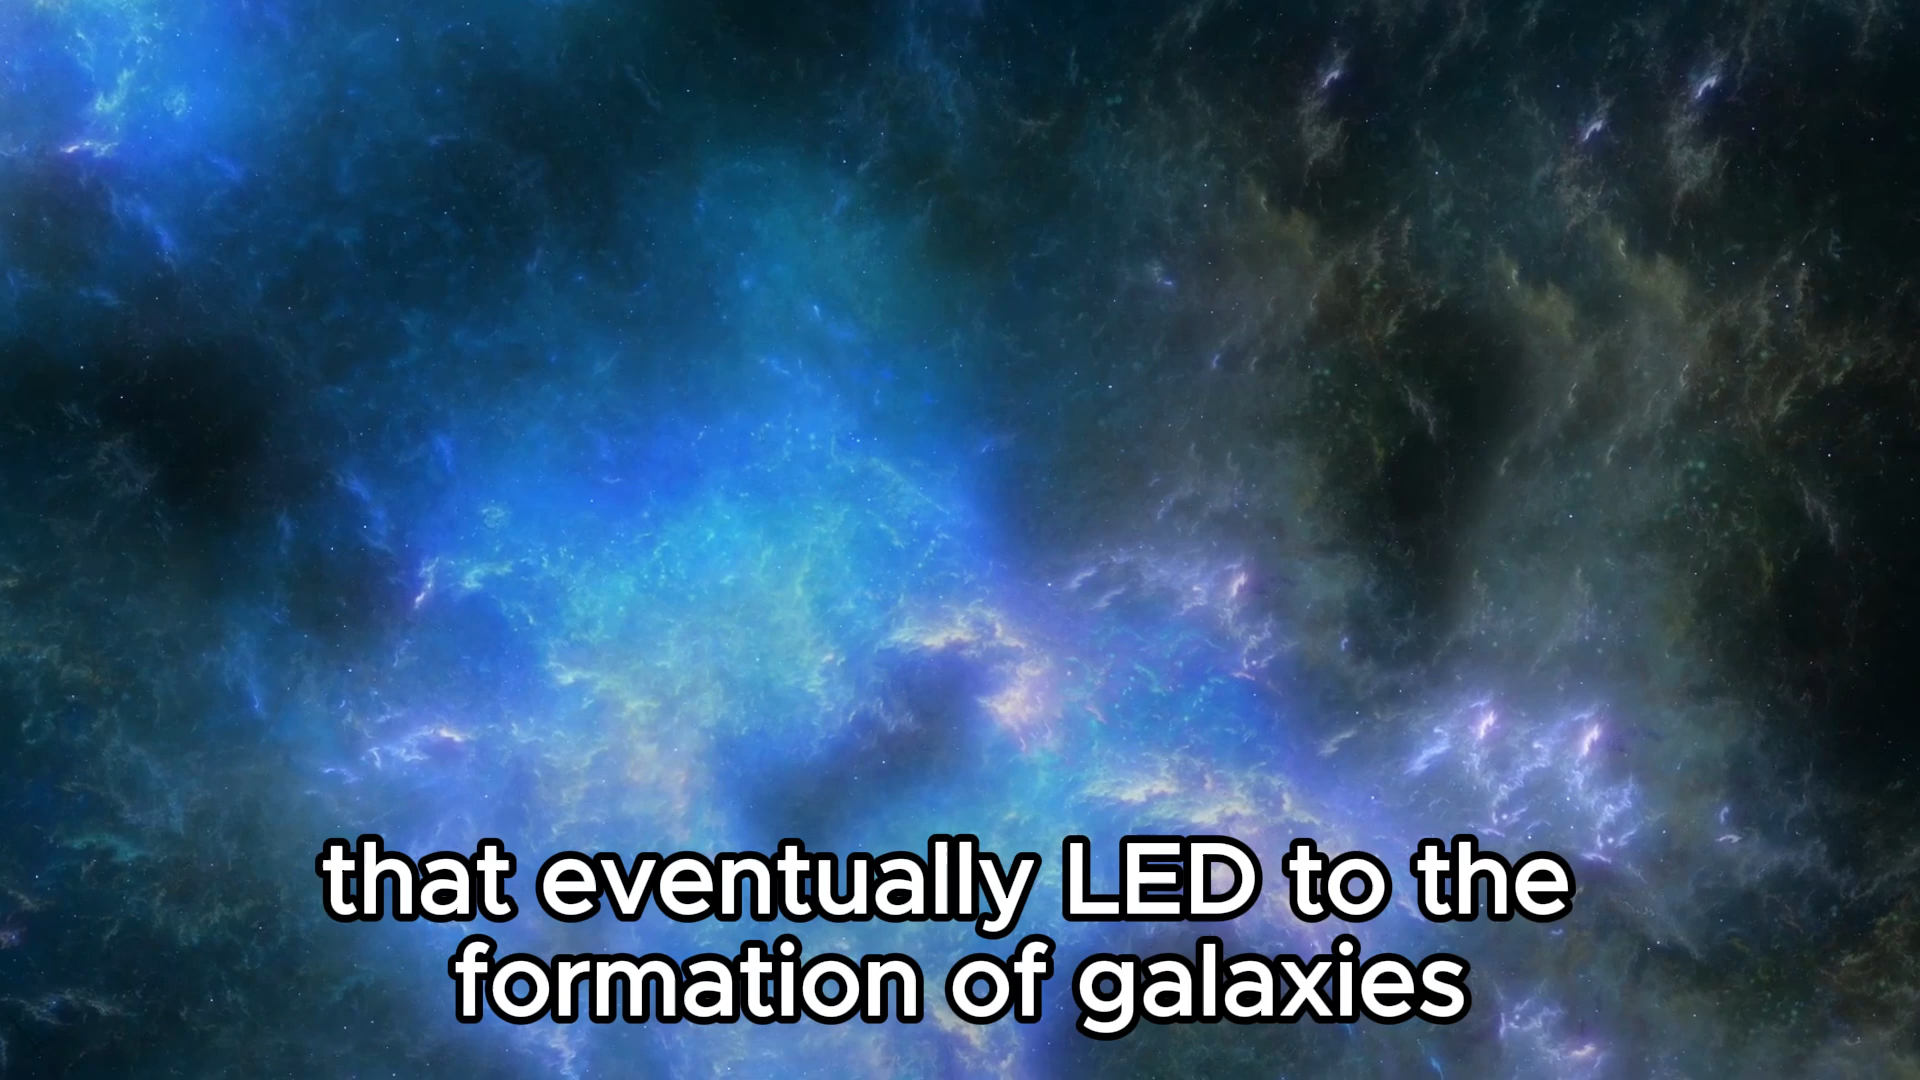 that eventually LED to the
formation of galaxies